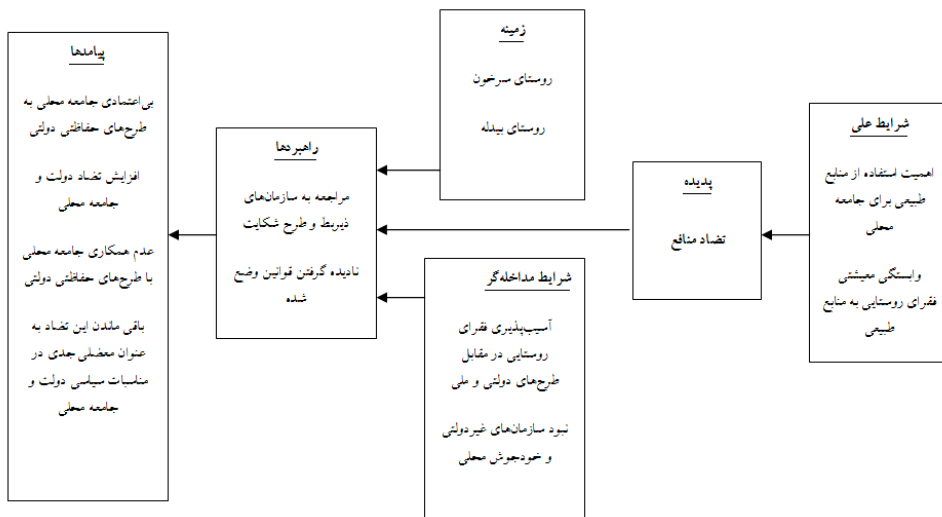 شرایط علی
اهمیت استفاده از منابع
طبیعی برای جامعه
محلی
وابستگی معیشتی
فقرای روستایی به منابع
طبیعی
پدیده
تضاد منافع
زمینه
روستای سرخون
روستای بیدله
شرایط مداخله‌گر
آسیب‌پذیری فقرای
روستایی در مقابل
طرح‌های دولتی و ملی
نبود سازمان‌های غیردولتی
و خودجوش محلی
راهبردها
مراجعه به سازمان‌های
ذیربط و طرح شکایت
نادیده گرفتن قوانین وضع
شده
پیامدها
بی‌اعتمادی جامعه محلی به
طرح‌های حفاظتی دولتی
افزایش تضاد دولت و
جامعه محلی
عدم همکاری جامعه محلی
با طرح‌های حفاظتی دولتی
باقی ماندن این تضاد به
عنوان معضلی جدی در
مناسبات سیاسی دولت و
جامعه محلی